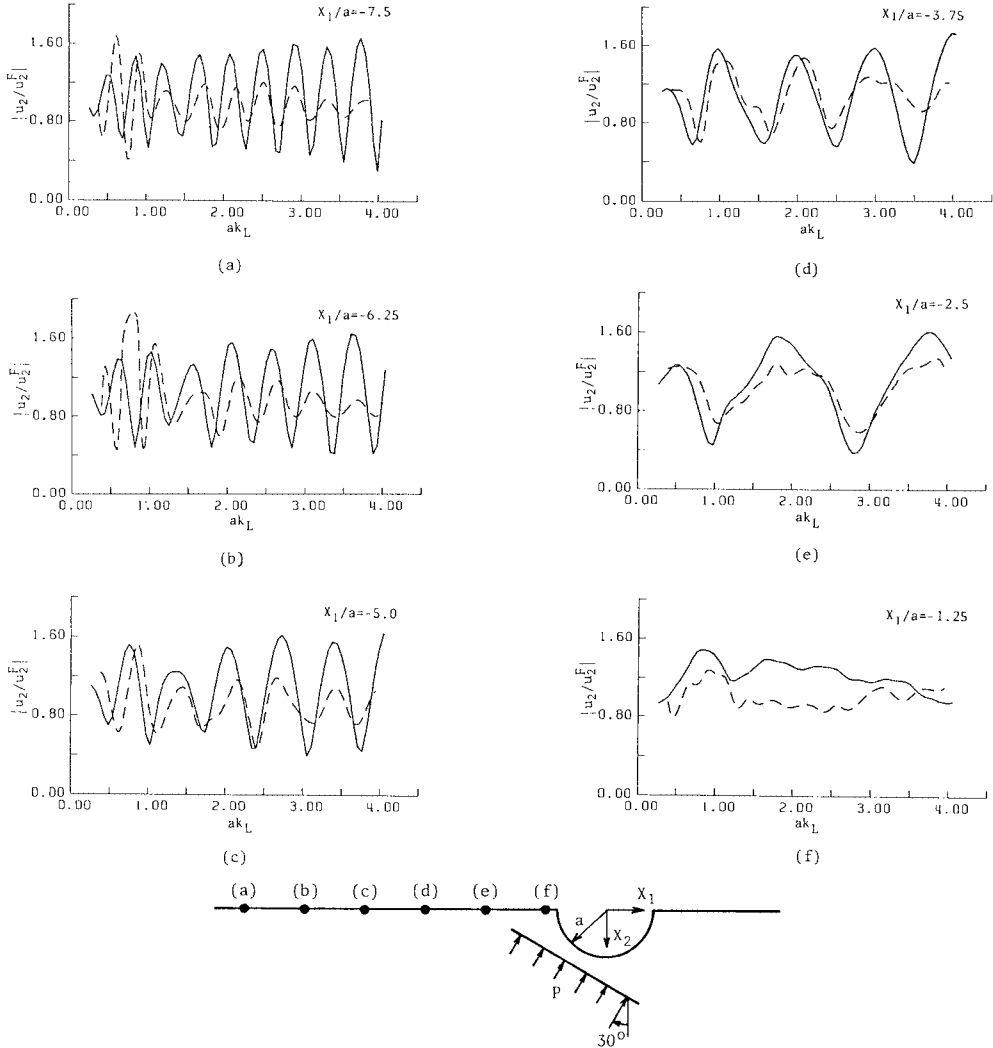 X1/a=-7.5
|u2/u2^F|
1.60
0.80
0.00
0.00 1.00 2.00 3.00 4.00
akL
(a)
X1/a=-6.25
|u2/u2^F|
1.60
0.80
0.00
0.00 1.00 2.00 3.00 4.00
akL
(b)
X1/a=-5.0
|u2/u2^F|
1.60
0.80
0.00
0.00 1.00 2.00 3.00 4.00
akL
(c)
X1/a=-3.75
|u2/u2^F|
1.60
0.80
0.00
0.00 1.00 2.00 3.00 4.00
akL
(d)
X1/a=-2.5
|u2/u2^F|
1.60
0.80
0.00
0.00 1.00 2.00 3.00 4.00
akL
(e)
X1/a=-1.25
|u2/u2^F|
1.60
0.80
0.00
0.00 1.00 2.00 3.00 4.00
akL
(f)
(a) (b) (c) (d) (e) (f) X1
a
X2
P
30°